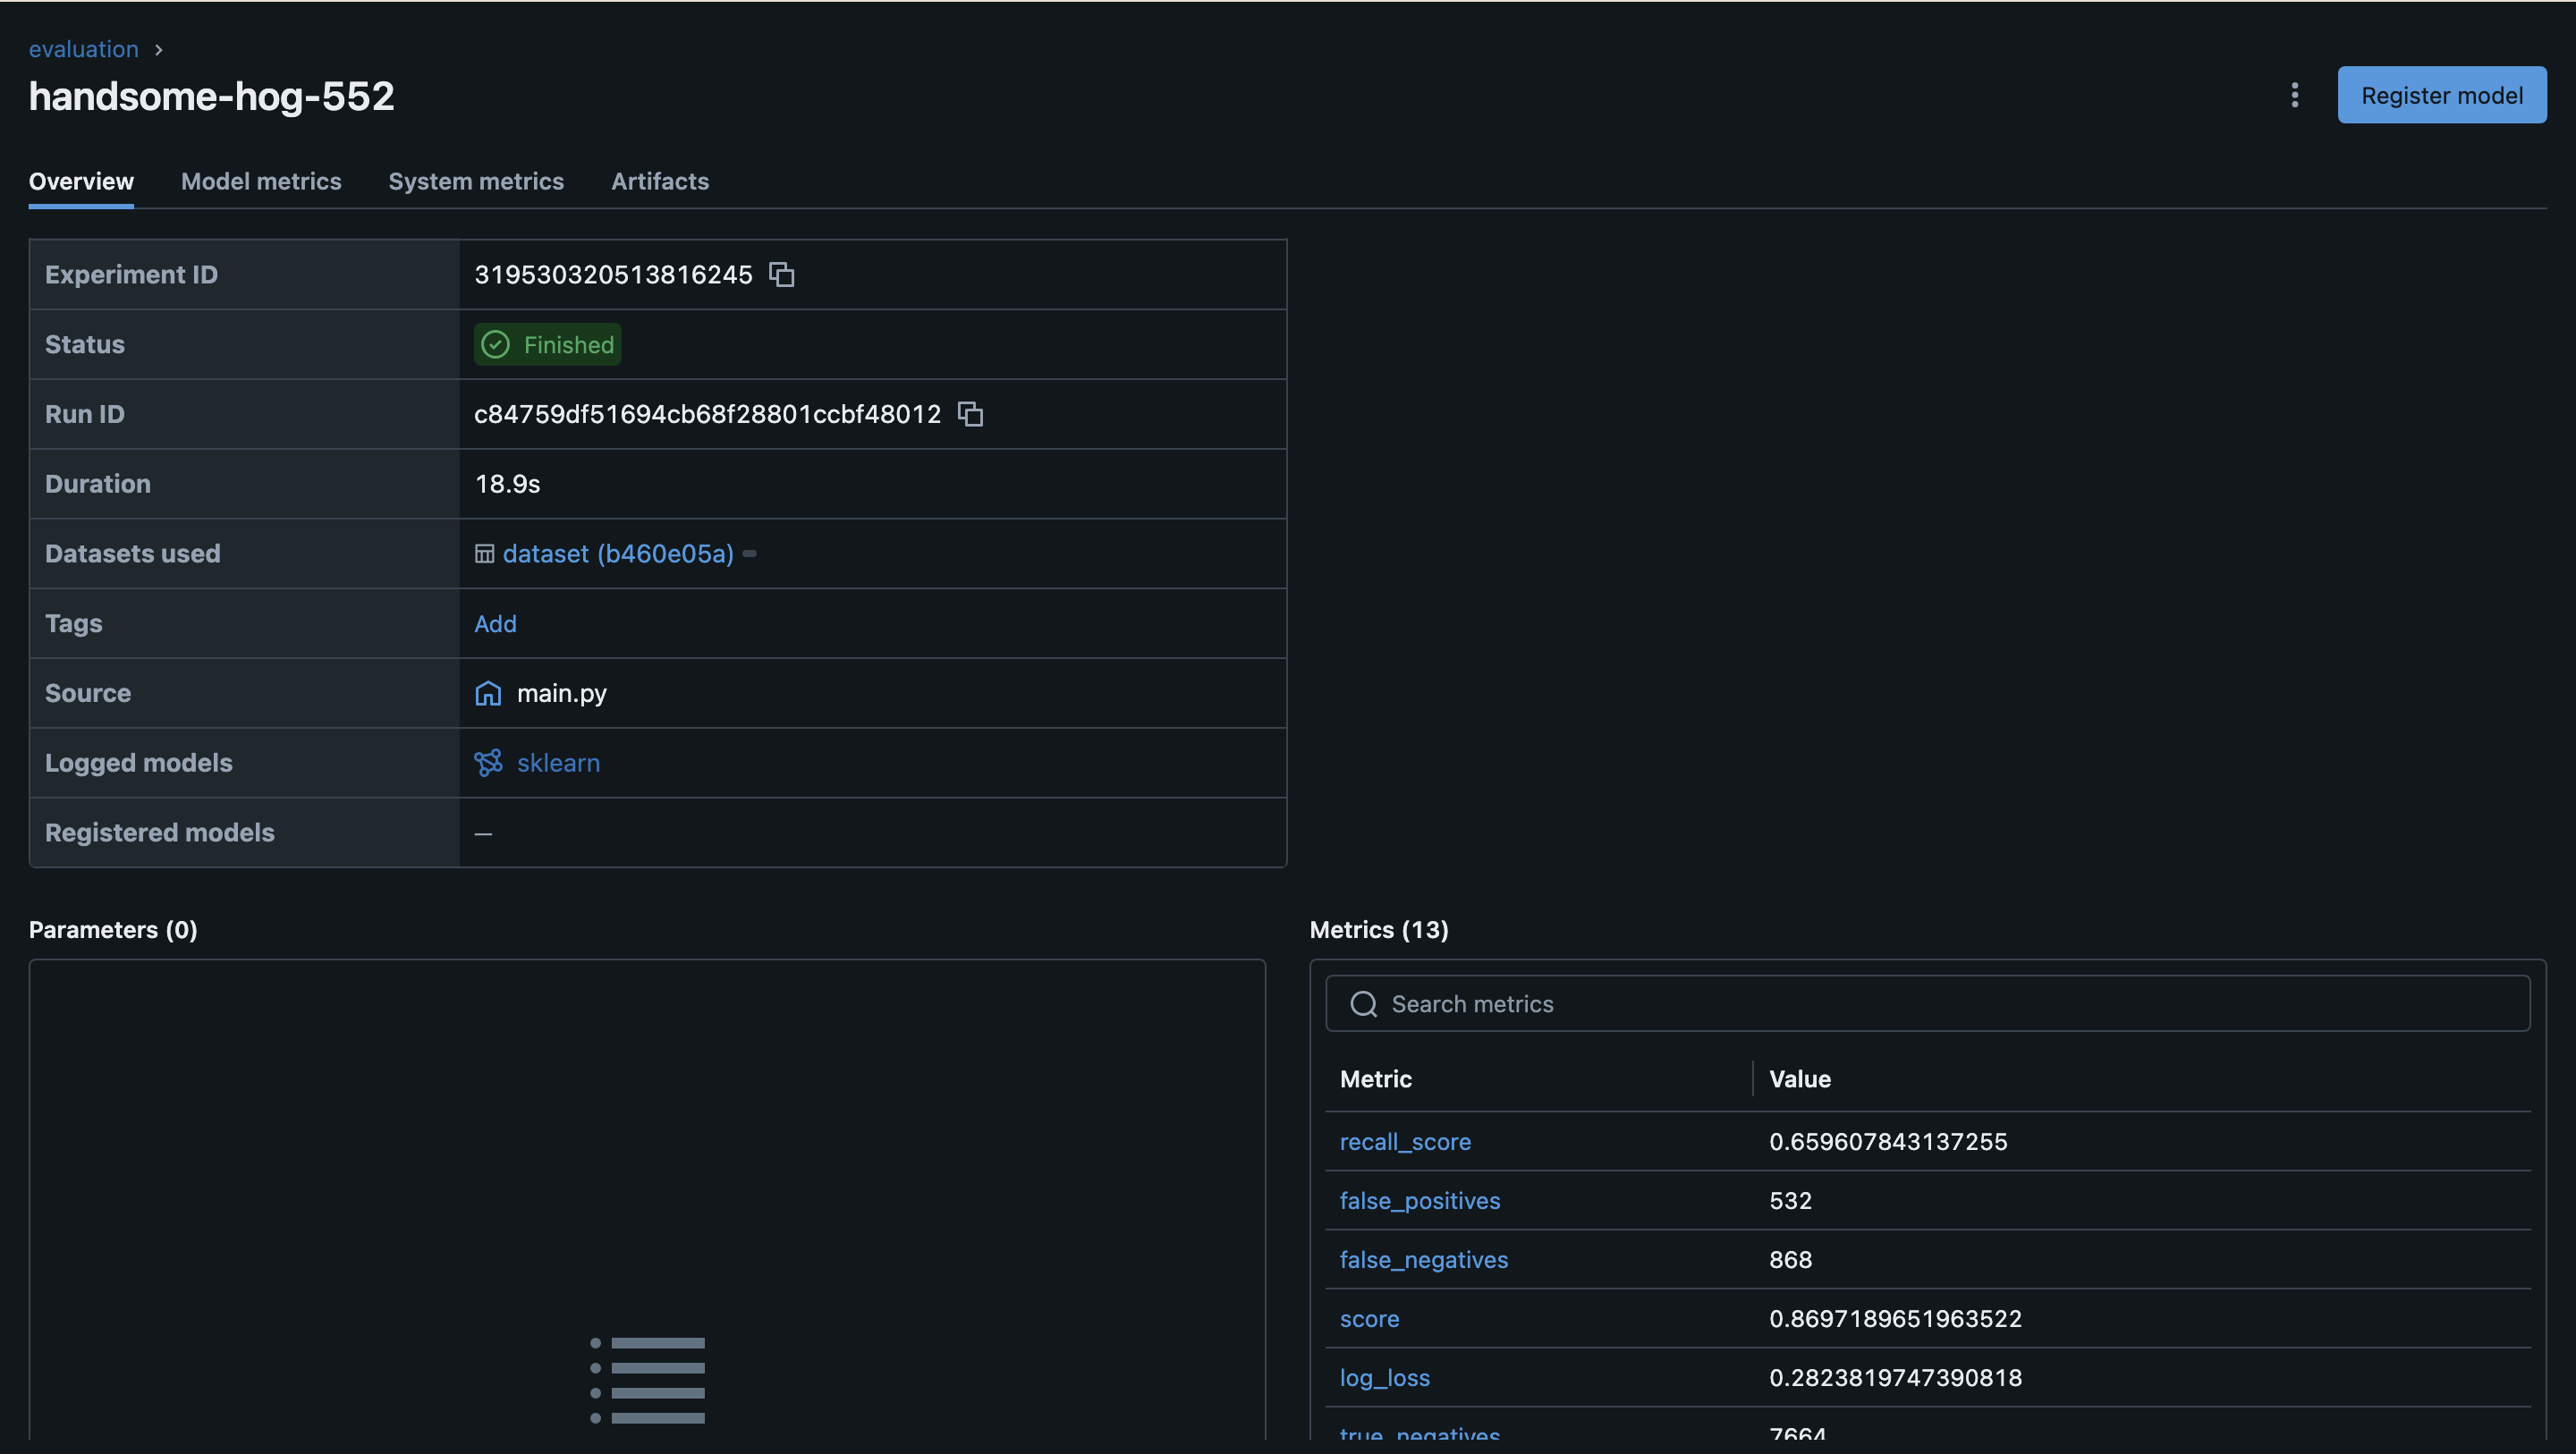 evaluation
handsome-hog-552
Register model
Overview Model metrics System metrics Artifacts
Experiment ID 319530320513816245
Status Finished
Run ID c84759df51694cb68f28801ccbf48012
Duration 18.9s
Datasets used dataset (b460e05a)
Tags Add
Source main.py
Logged models sklearn
Registered models —
Parameters (0)
Metrics (13)
Search metrics
Metric Value
recall_score 0.659607843137255
false_positives 532
false_negatives 868
score 0.8697189651963522
log_loss 0.2823819747390818
true_negatives 7664